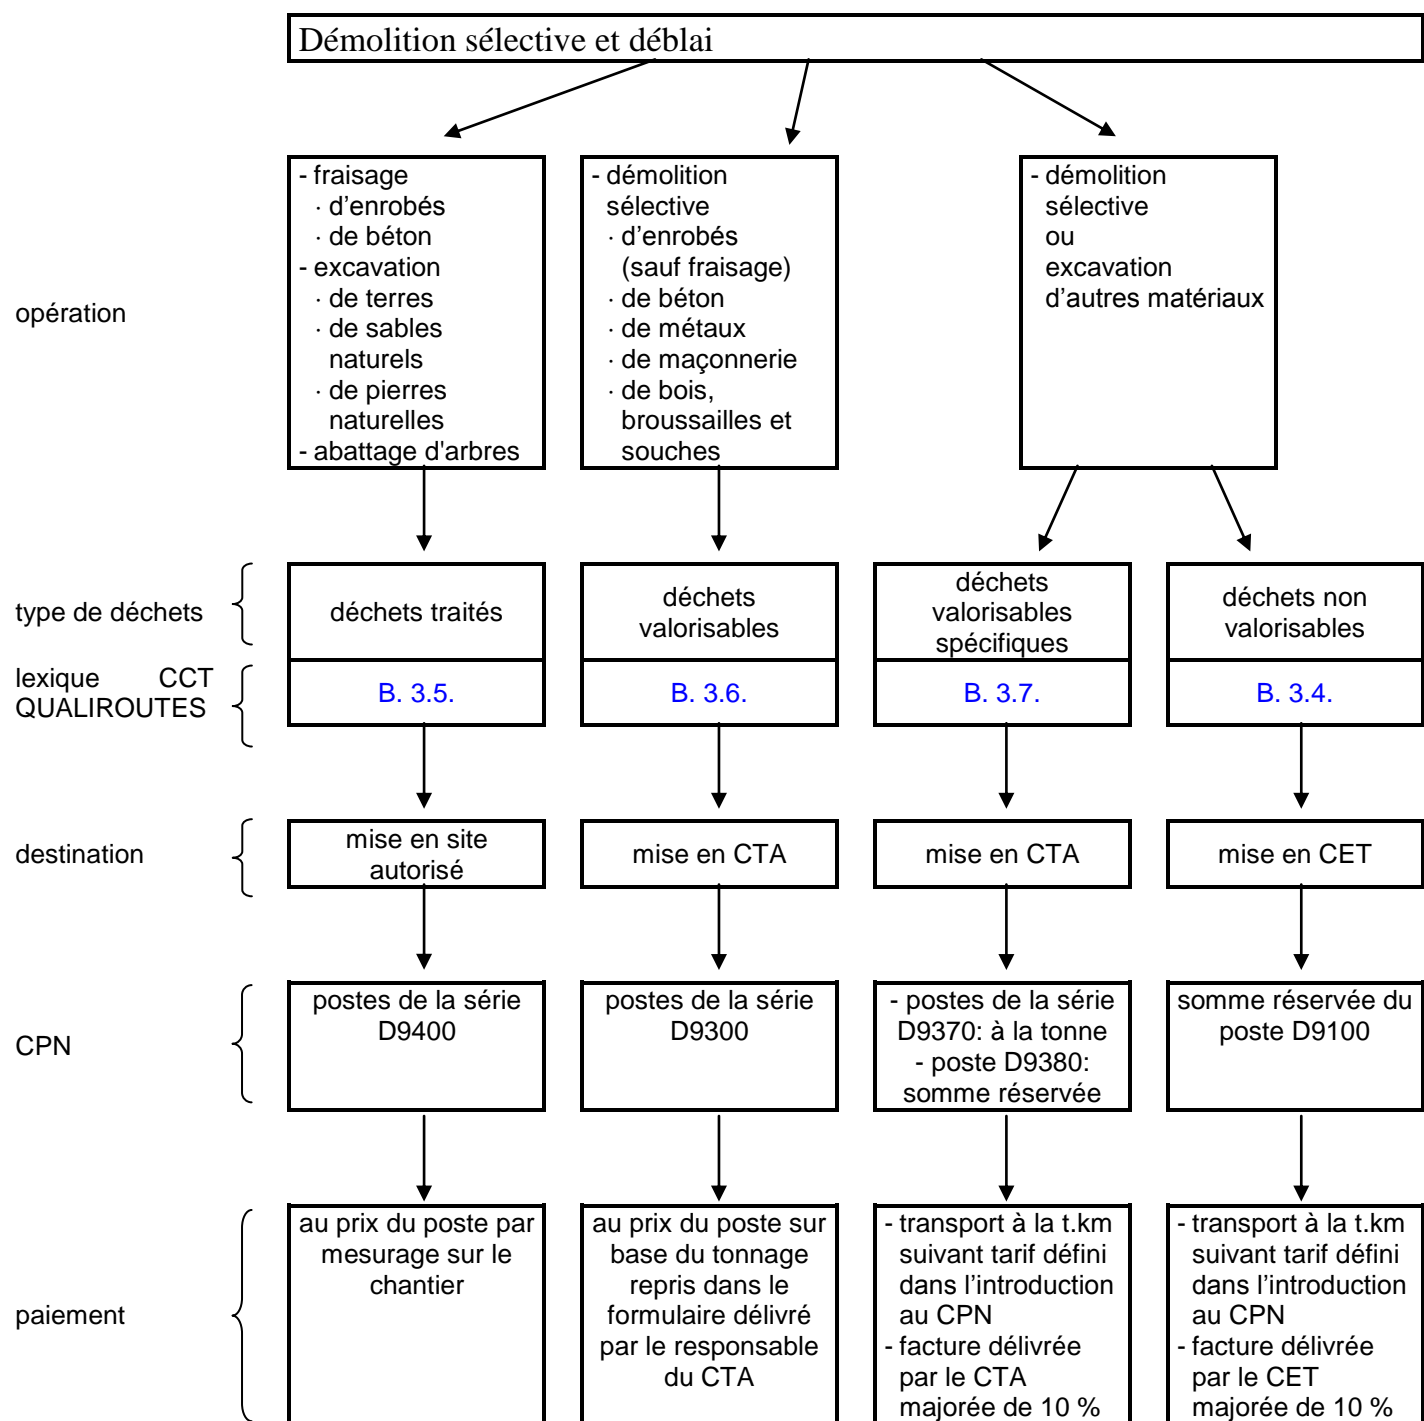 Démolition sélective et déblai
opération
- fraisage
· d'enrobés
· de béton
- excavation
· de terres
· de sables
naturels
· de pierres
naturelles
- abattage d'arbres
- démolition
sélective
· d'enrobés
(sauf fraisage)
· de béton
· de métaux
· de maçonnerie
· de bois,
broussailles et
souches
- démolition
sélective
ou
excavation
d'autres matériaux
type de déchets
déchets traités
déchets
valorisables
déchets
valorisables
spécifiques
déchets non
valorisables
lexique CCT
QUALIROUTES
B. 3.5.
B. 3.6.
B. 3.7.
B. 3.4.
destination
mise en site
autorisé
mise en CTA
mise en CTA
mise en CET
CPN
postes de la série
D9400
postes de la série
D9300
- postes de la série
D9370: à la tonne
- poste D9380:
somme réservée
somme réservée du
poste D9100
paiement
au prix du poste par
mesurage sur le
chantier
au prix du poste sur
base du tonnage
repris dans le
formulaire délivré
par le responsable
du CTA
- transport à la t.km
suivant tarif défini
dans l'introduction
au CPN
- facture délivrée
par le CTA
majorée de 10 %
- transport à la t.km
suivant tarif défini
dans l'introduction
au CPN
- facture délivrée
par le CET
majorée de 10 %